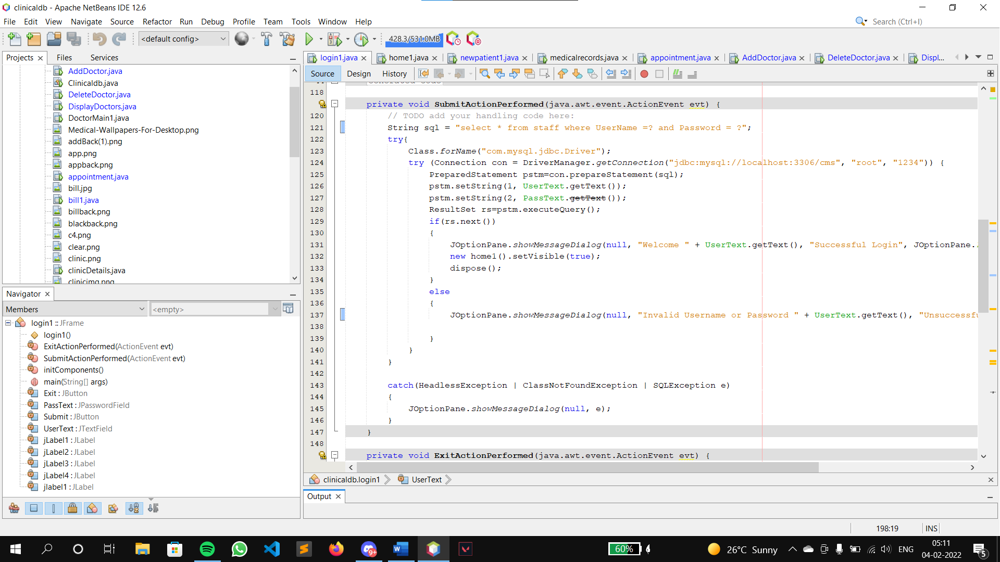 clinicaldb - Apache NetBeans IDE 12.6
File Edit View Navigate Source Refactor Run Debug Profile Team Tools Window Help
Search (Ctrl+I)
<default config>
428.3/531.0MB
Projects Files Services
AddDoctor.java
Clinicaldb.java
DeleteDoctor.java
DisplayDoctors.java
DoctorMain1.java
Medical-Wallpapers-For-Desktop.png
addBack(1).png
app.png
appback.png
appointment.java
bill.jpg
bill1.java
billback.png
blackback.png
c4.png
clear.png
clinic.png
clinicDetails.java
clinicimg.png
Navigator
Members
<empty>
login1 :: JFrame
login1()
ExitActionPerformed(ActionEvent evt)
SubmitActionPerformed(ActionEvent evt)
initComponents()
main(String[] args)
Exit : JButton
PassText : JPasswordField
Submit : JButton
UserText : JTextField
jLabel1 : JLabel
jLabel2 : JLabel
jLabel3 : JLabel
jLabel4 : JLabel
jlabel1 : JLabel
login1.java home1.java newpatient1.java medicalrecords.java appointment.java AddDoctor.java DeleteDoctor.java Displ...
Source Design History
Generated Code
118
private void SubmitActionPerformed(java.awt.event.ActionEvent evt) {
120 // TODO add your handling code here:
121 String sql = "select * from staff where UserName =? and Password = ?";
122 try{
123 Class.forName("com.mysql.jdbc.Driver");
124 try (Connection con = DriverManager.getConnection("jdbc:mysql://localhost:3306/cms", "root", "1234")) {
125 PreparedStatement pstm=con.prepareStatement(sql);
126 pstm.setString(1, UserText.getText());
127 pstm.setString(2, PassText.getText());
128 ResultSet rs=pstm.executeQuery();
129 if(rs.next())
130 {
131 JOptionPane.showMessageDialog(null, "Welcome " + UserText.getText(), "Successful Login", JOptionPane.
132 new home1().setVisible(true);
133 dispose();
134 }
135 else
136 {
137 JOptionPane.showMessageDialog(null, "Invalid Username or Password " + UserText.getText(), "Unsuccessfu
138
139 }
140 }
141 }
142
143 catch(HeadlessException | ClassNotFoundException | SQLException e)
144 {
145 JOptionPane.showMessageDialog(null, e);
146 }
147 }
148
private void ExitActionPerformed(java.awt.event.ActionEvent evt) {
clinicaldb.login1 UserText
Output
198:19 INS
9+
60%
26°C Sunny
ENG
05:11
04-02-2022
5